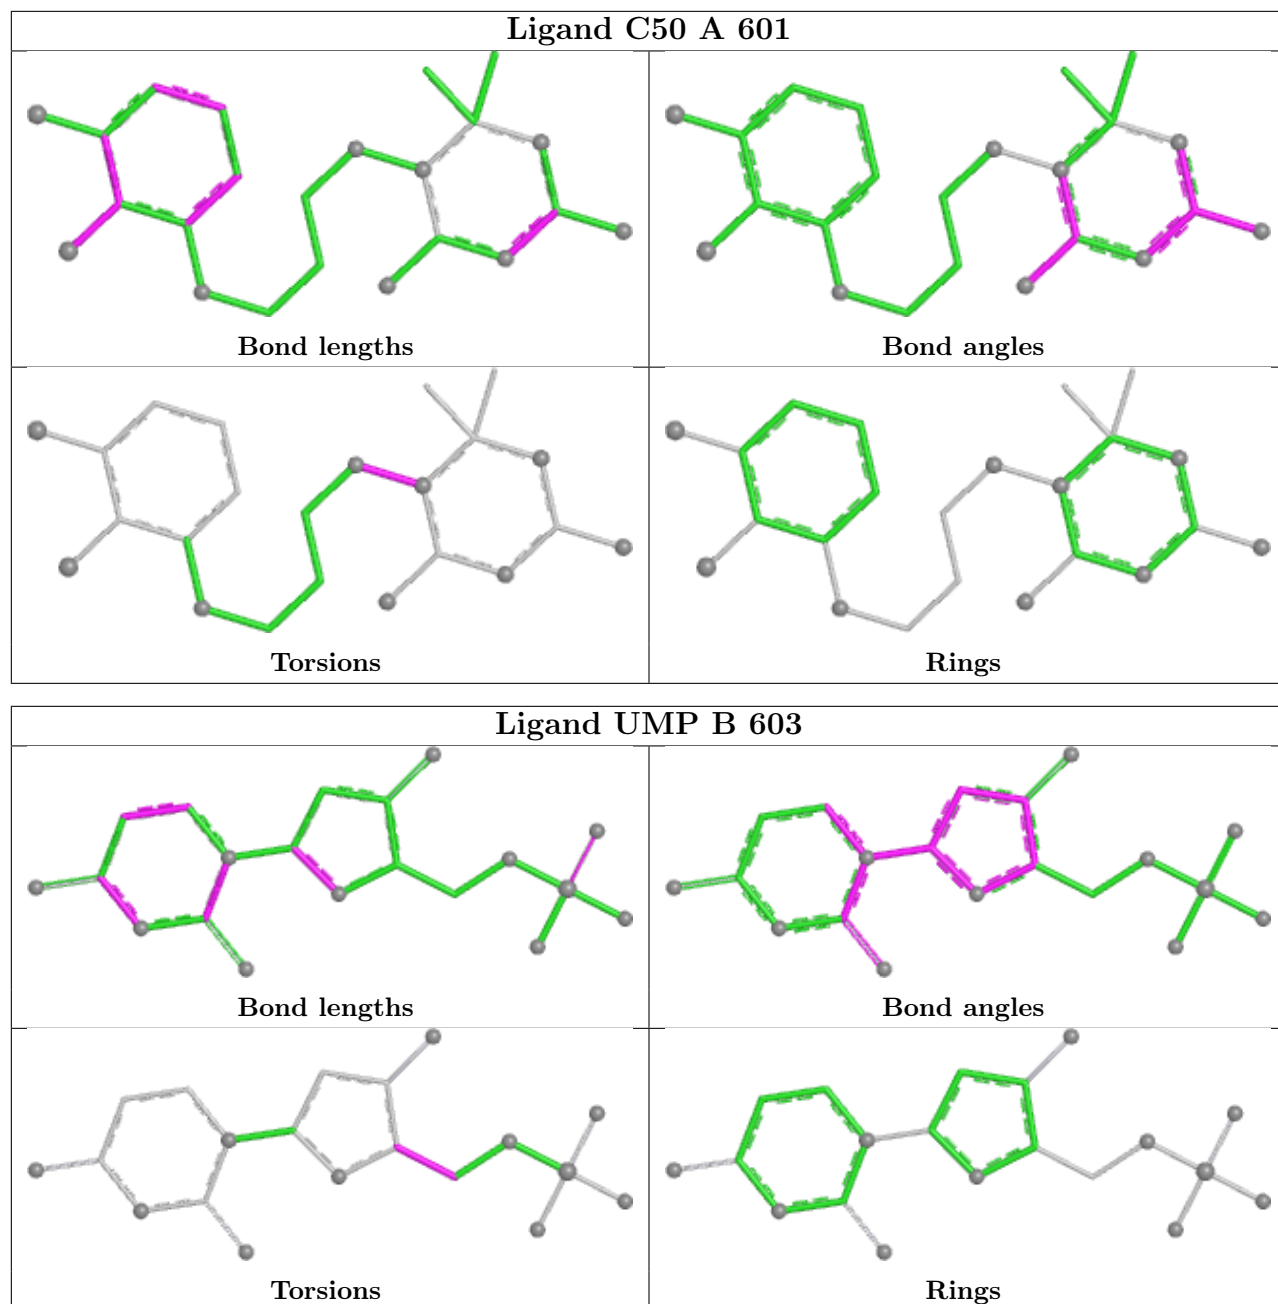 Ligand C50 A 601
Bond lengths
Bond angles
Torsions
Rings
Ligand UMP B 603
Bond lengths
Bond angles
Torsions
Rings